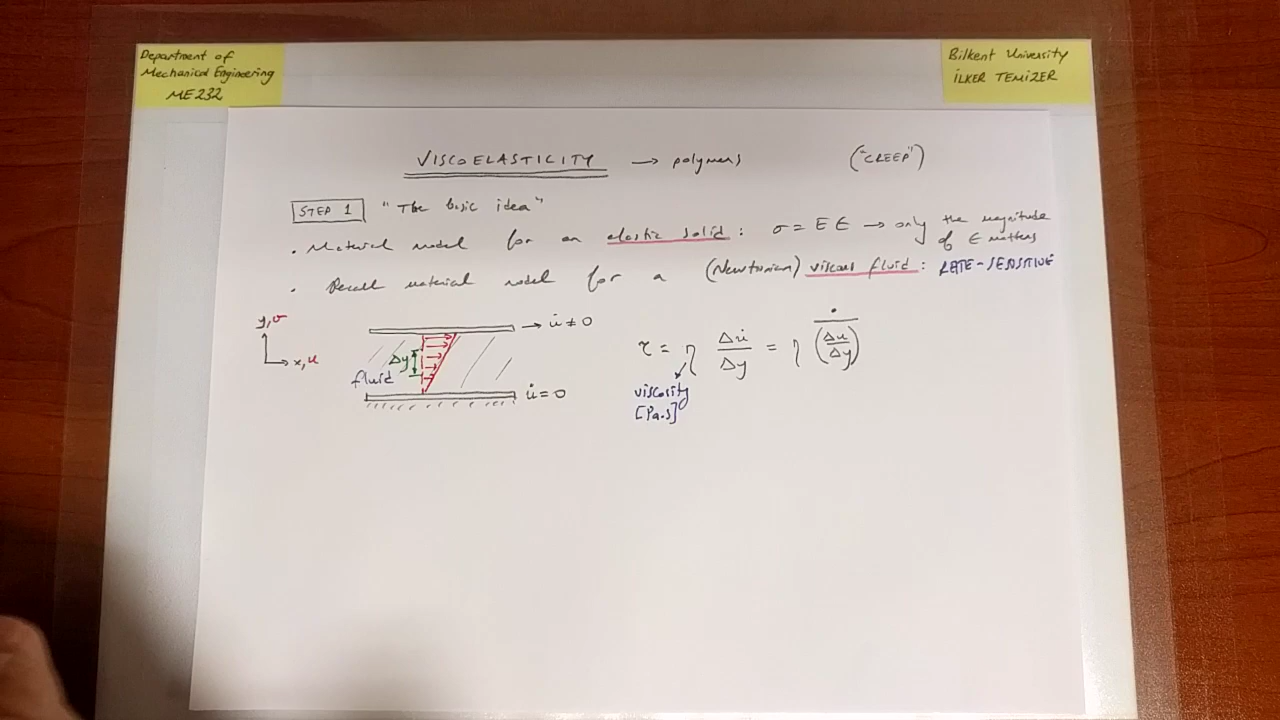 Department of
Mechanical Engineering
ME 232
Bilkent University
İLKER TEMİZER
VISCOELASTICITY → polymers ("CREEP")
STEP 1 "The basic idea"
• Material model for an elastic solid : σ = E ϵ → only the magnitude
of ϵ matters
• Recall material model for a (Newtonian) viscous fluid : RATE-SENSITIVE
y,v
x,u
fluid
Δy
→ u̇ ≠ 0
u̇ = 0
τ = η Δu̇/Δy = η (Δu/Δy)˙
viscosity
[Pa.s]